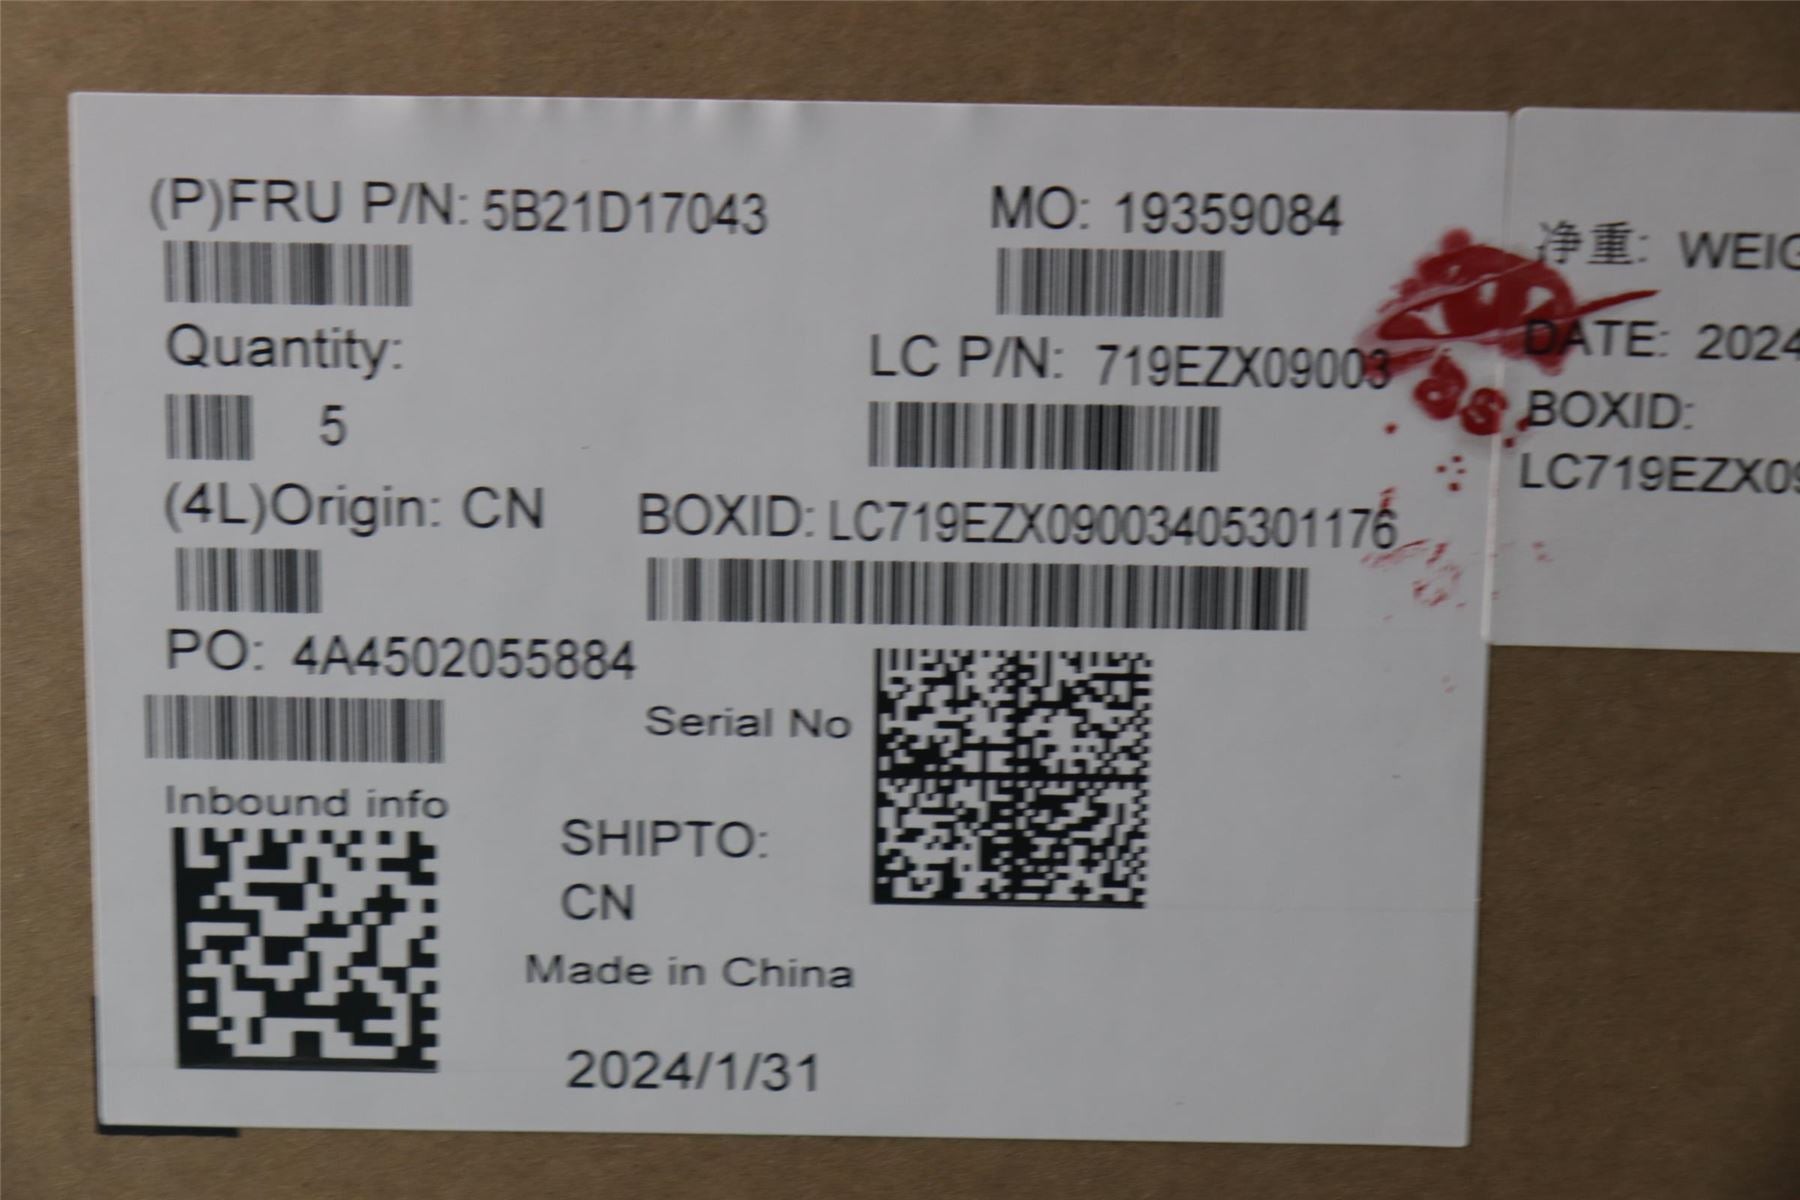 (P)FRU P/N: 5B21D17043
MO: 19359084
Quantity:
5
LC P/N: 719EZX09003
(4L)Origin: CN
BOXID: LC719EZX09003405301176
PO: 4A4502055884
Serial No
Inbound info
SHIPTO:
CN
Made in China
2024/1/31
净重: WEIG
DATE: 2024
BOXID:
LC719EZX09